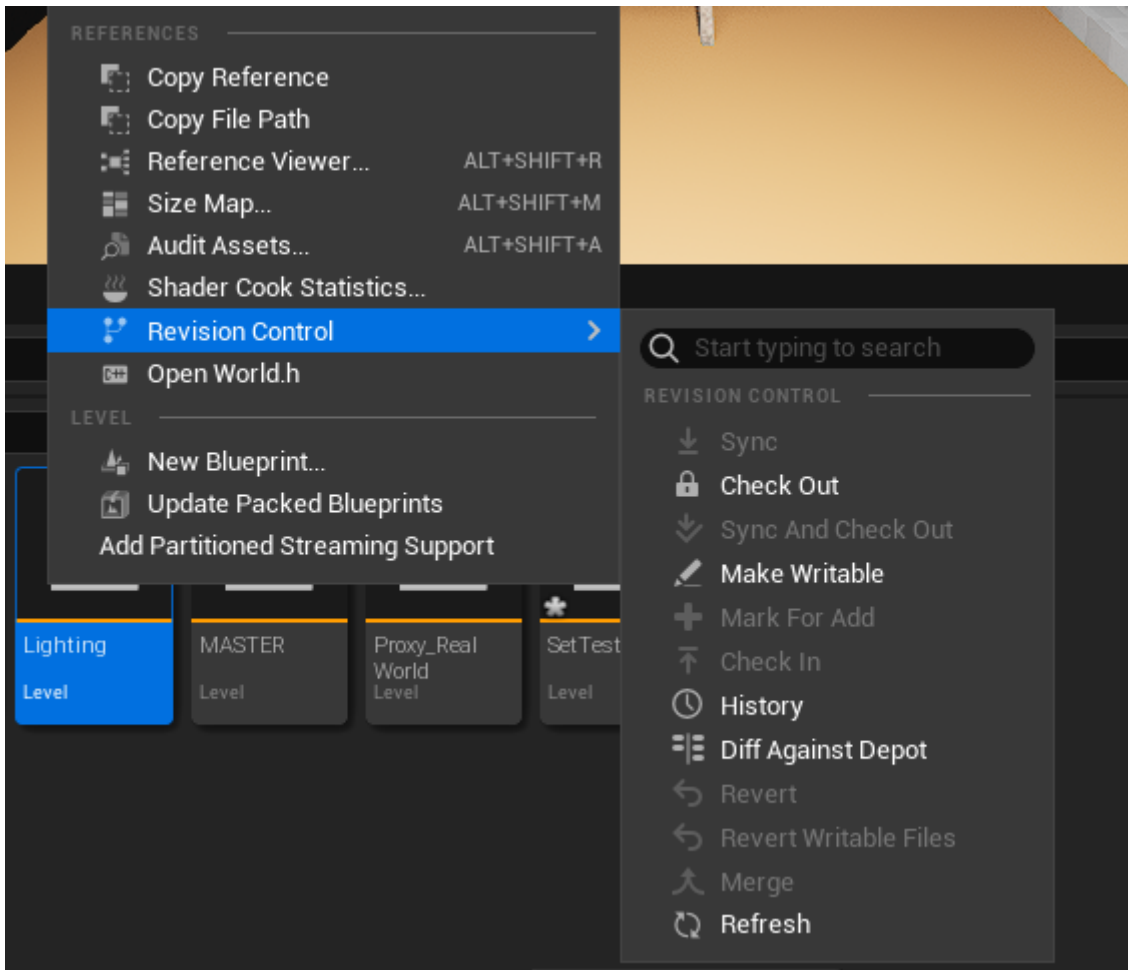 REFERENCES
Copy Reference
Copy File Path
Reference Viewer... ALT+SHIFT+R
Size Map... ALT+SHIFT+M
Audit Assets... ALT+SHIFT+A
Shader Cook Statistics...
Revision Control
C++ Open World.h
LEVEL
New Blueprint...
Update Packed Blueprints
Add Partitioned Streaming Support
Start typing to search
REVISION CONTROL
Sync
Check Out
Sync And Check Out
Make Writable
Mark For Add
Check In
History
Diff Against Depot
Revert
Revert Writable Files
Merge
Refresh
Lighting
Level
MASTER
Level
Proxy_Real
World
Level
SetTest
Level